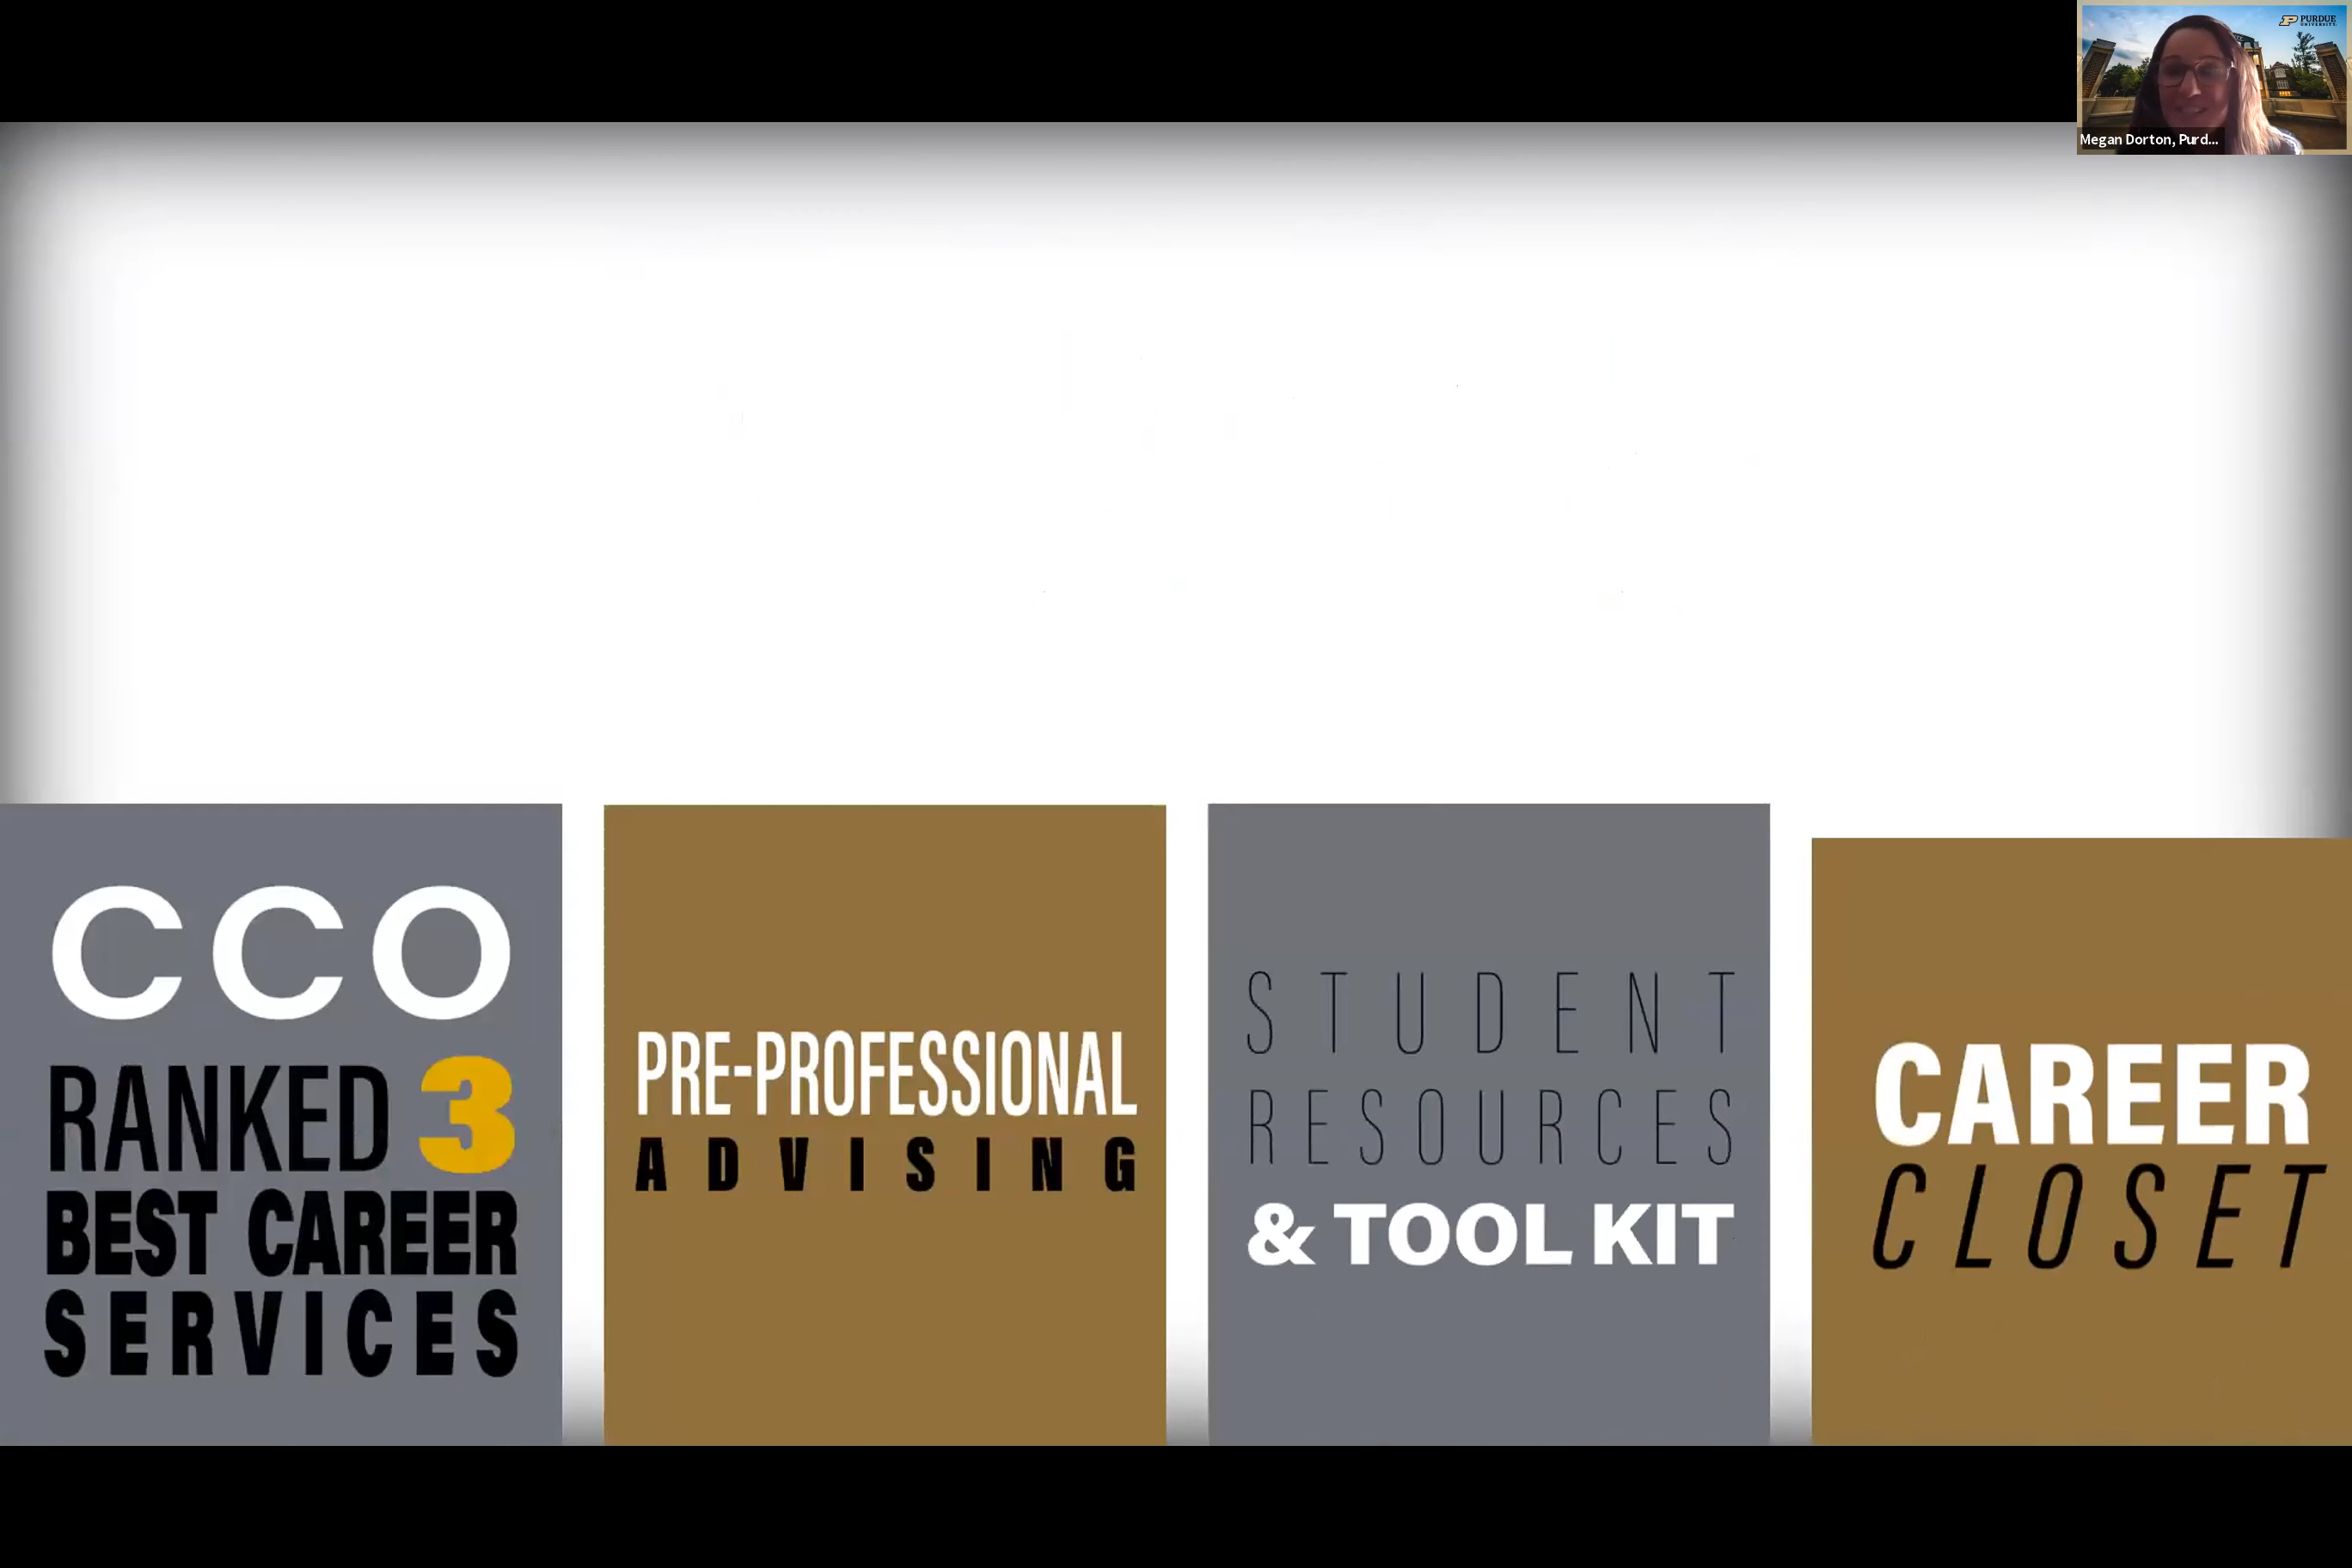 PURDUE
UNIVERSITY
Megan Dorton, Purd...
CCO
RANKED 3
BEST CAREER
SERVICES
PRE-PROFESSIONAL
ADVISING
STUDENT
RESOURCES
& TOOL KIT
CAREER
CLOSET